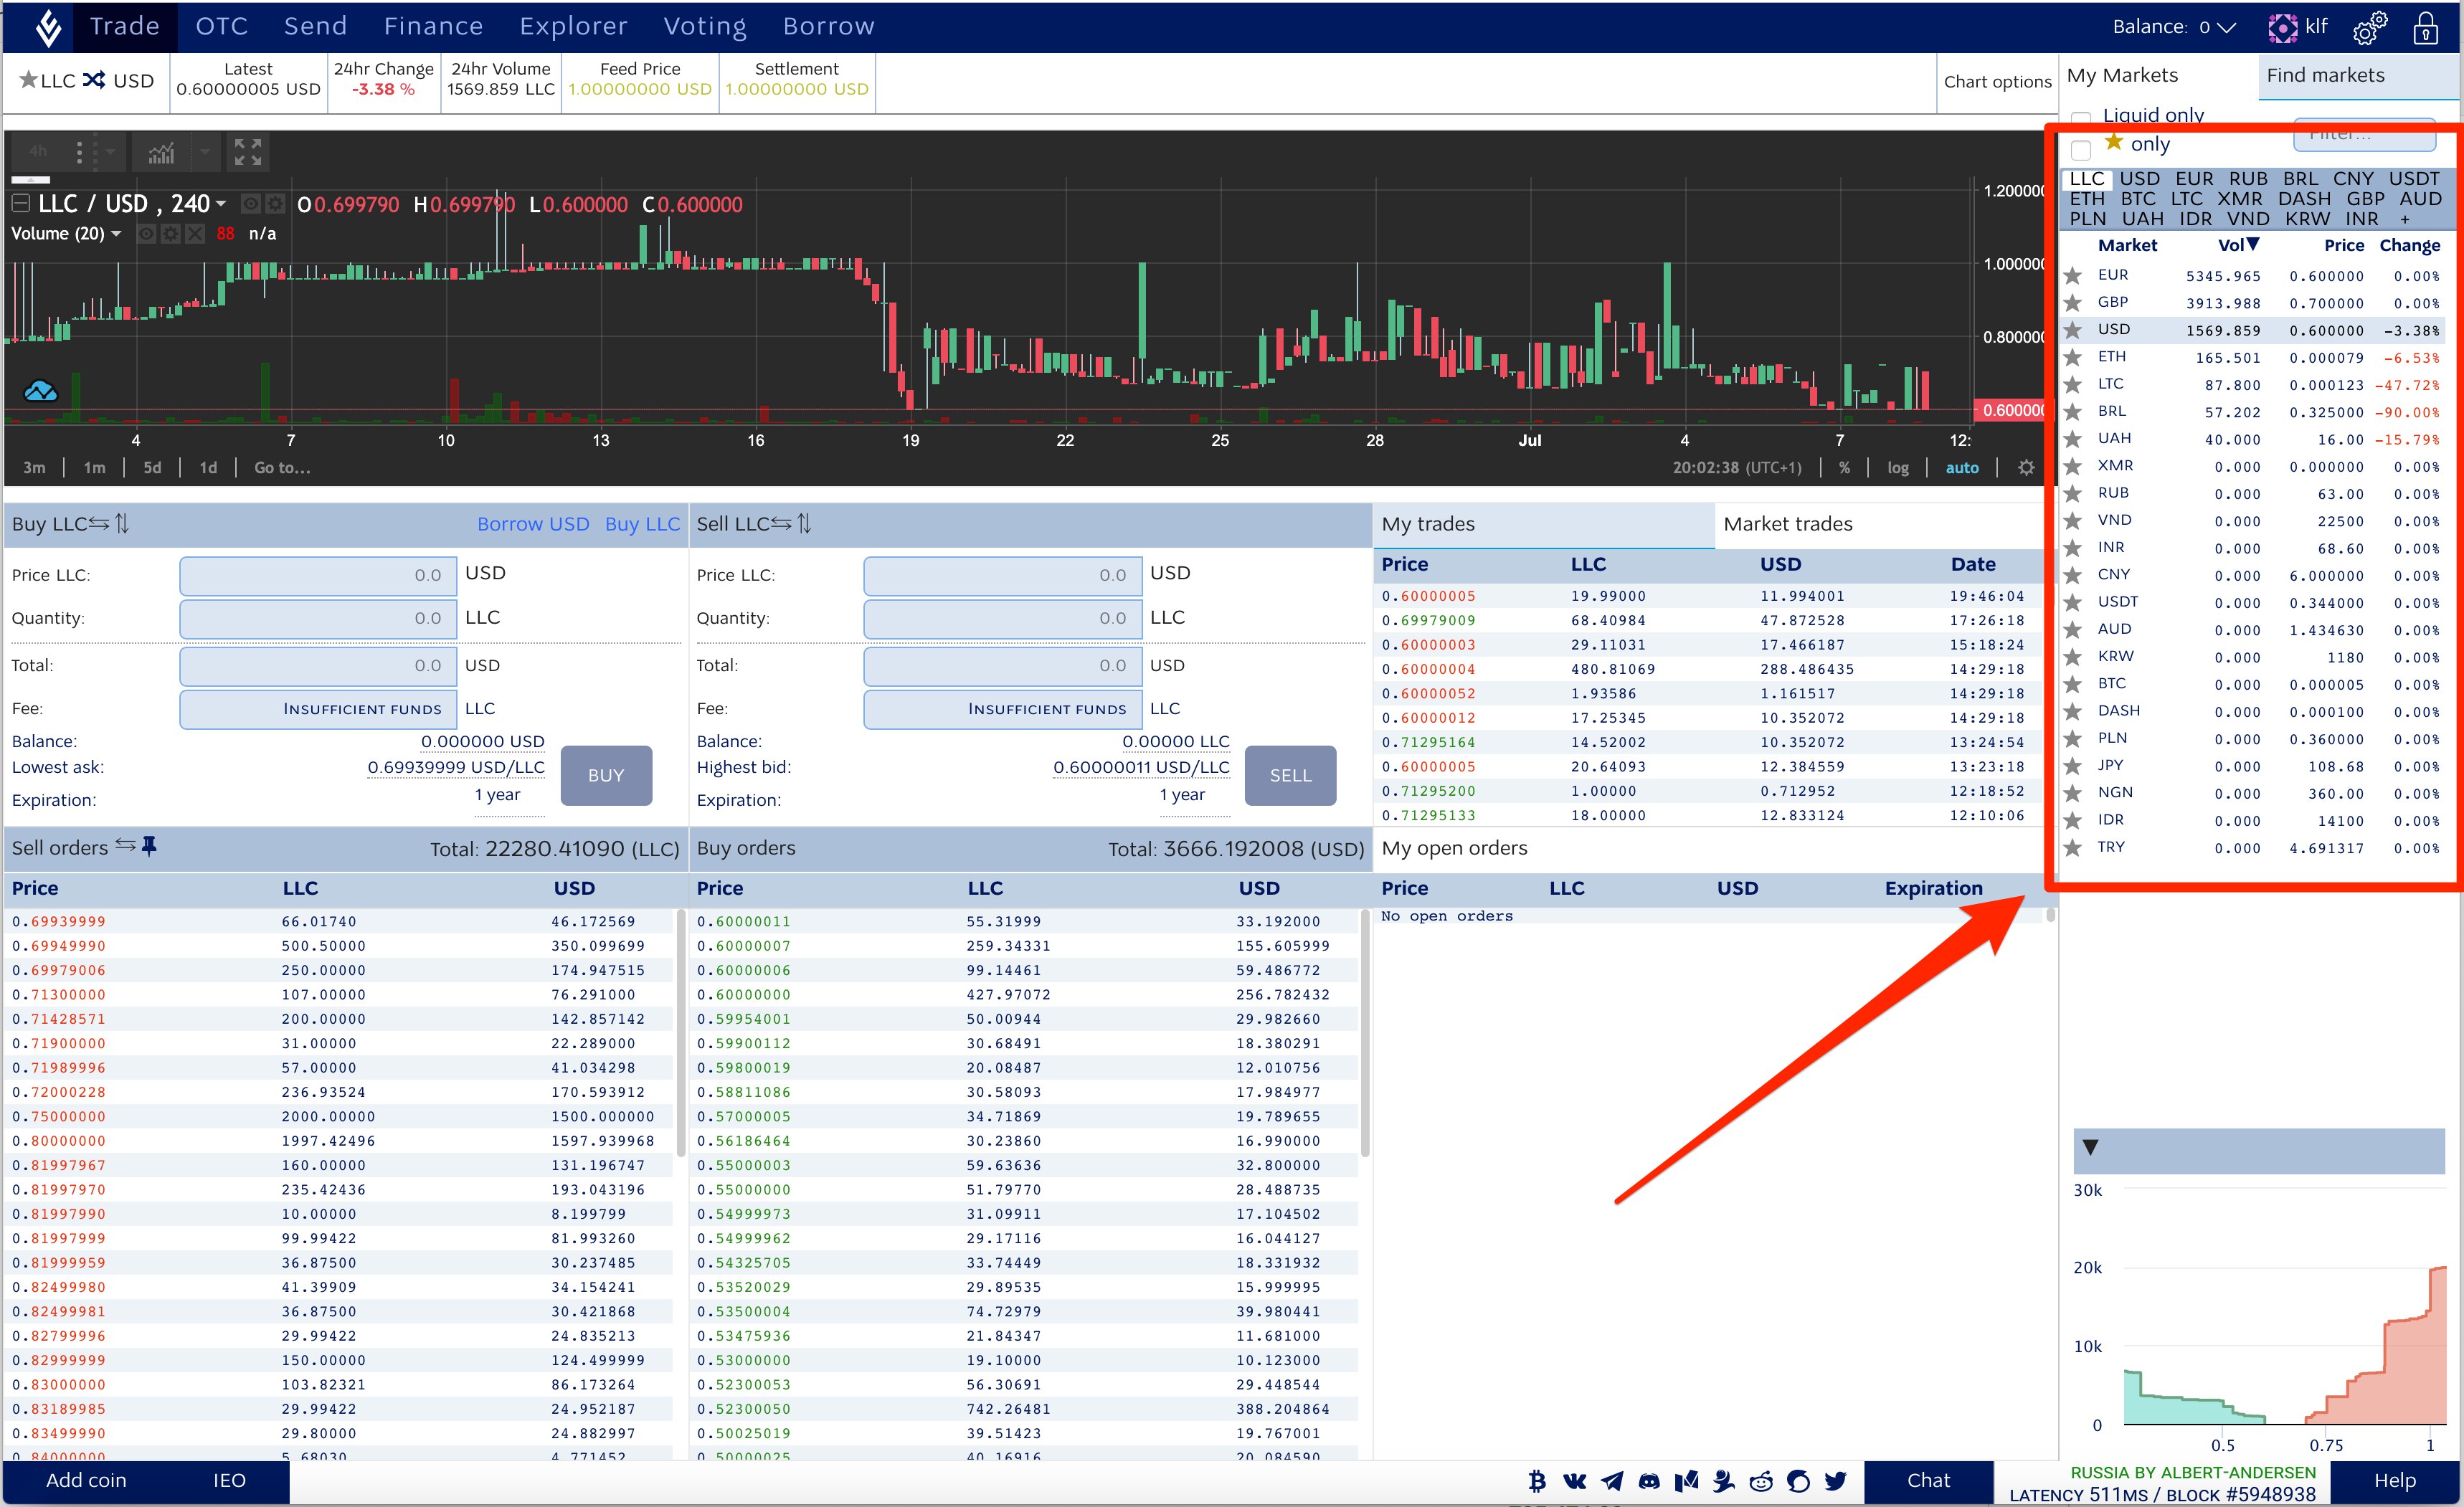 Trade OTC Send Finance Explorer Voting Borrow Balance: 0 klf
LLC USD
Latest
0.60000005 USD
24hr Change
-3.38 %
24hr Volume
1569.859 LLC
Feed Price
1.00000000 USD
Settlement
1.00000000 USD
Chart options
My Markets Find markets
Liquid only
only
Filter...
4h
LLC / USD , 240 O0.699790 H0.699790 L0.600000 C0.600000
Volume (20) 88 n/a
1.200000
1.000000
0.800000
0.600000
4 7 10 13 16 19 22 25 28 Jul 4 7 12:
3m 1m 5d 1d Go to...
20:02:38 (UTC+1) % log auto
LLC USD EUR RUB BRL CNY USDT
ETH BTC LTC XMR DASH GBP AUD
PLN UAH IDR VND KRW INR +
Market Vol▼ Price Change
EUR 5345.965 0.600000 0.00%
GBP 3913.988 0.700000 0.00%
USD 1569.859 0.600000 -3.38%
ETH 165.501 0.000079 -6.53%
LTC 87.800 0.000123 -47.72%
BRL 57.202 0.325000 -90.00%
UAH 40.000 16.00 -15.79%
XMR 0.000 0.000000 0.00%
RUB 0.000 63.00 0.00%
VND 0.000 22500 0.00%
INR 0.000 68.60 0.00%
CNY 0.000 6.000000 0.00%
USDT 0.000 0.344000 0.00%
AUD 0.000 1.434630 0.00%
KRW 0.000 1180 0.00%
BTC 0.000 0.000005 0.00%
DASH 0.000 0.000100 0.00%
PLN 0.000 0.360000 0.00%
JPY 0.000 108.68 0.00%
NGN 0.000 360.00 0.00%
IDR 0.000 14100 0.00%
TRY 0.000 4.691317 0.00%
Buy LLC Borrow USD Buy LLC
Price LLC: 0.0 USD
Quantity: 0.0 LLC
Total: 0.0 USD
Fee: INSUFFICIENT FUNDS LLC
Balance: 0.000000 USD
Lowest ask: 0.69939999 USD/LLC
Expiration: 1 year
BUY
Sell LLC
Price LLC: 0.0 USD
Quantity: 0.0 LLC
Total: 0.0 USD
Fee: INSUFFICIENT FUNDS LLC
Balance: 0.00000 LLC
Highest bid: 0.60000011 USD/LLC
Expiration: 1 year
SELL
My trades Market trades
Price LLC USD Date
0.60000005 19.99000 11.994001 19:46:04
0.69979009 68.40984 47.872528 17:26:18
0.60000003 29.11031 17.466187 15:18:24
0.60000004 480.81069 288.486435 14:29:18
0.60000052 1.93586 1.161517 14:29:18
0.60000012 17.25345 10.352072 14:29:18
0.71295164 14.52002 10.352072 13:24:54
0.60000005 20.64093 12.384559 13:23:18
0.71295200 1.00000 0.712952 12:18:52
0.71295133 18.00000 12.833124 12:10:06
Sell orders Total: 22280.41090 (LLC)
Price LLC USD
0.69939999 66.01740 46.172569
0.69949990 500.50000 350.099699
0.69979006 250.00000 174.947515
0.71300000 107.00000 76.291000
0.71428571 200.00000 142.857142
0.71900000 31.00000 22.289000
0.71989996 57.00000 41.034298
0.72000228 236.93524 170.593912
0.75000000 2000.00000 1500.000000
0.80000000 1997.42496 1597.939968
0.81997967 160.00000 131.196747
0.81997970 235.42436 193.043196
0.81997990 10.00000 8.199799
0.81997999 99.99422 81.993260
0.81999959 36.87500 30.237485
0.82499980 41.39909 34.154241
0.82499981 36.87500 30.421868
0.82799996 29.99422 24.835213
0.82999999 150.00000 124.499999
0.83000000 103.82321 86.173264
0.83189985 29.99422 24.952187
0.83499990 29.80000 24.882997
0.84000000 5.68030 4.771452
Buy orders Total: 3666.192008 (USD)
Price LLC USD
0.60000011 55.31999 33.192000
0.60000007 259.34331 155.605999
0.60000006 99.14461 59.486772
0.60000000 427.97072 256.782432
0.59954001 50.00944 29.982660
0.59900112 30.68491 18.380291
0.59800019 20.08487 12.010756
0.58811086 30.58093 17.984977
0.57000005 34.71869 19.789655
0.56186464 30.23860 16.990000
0.55000003 59.63636 32.800000
0.55000000 51.79770 28.488735
0.54999973 31.09911 17.104502
0.54999962 29.17116 16.044127
0.54325705 33.74449 18.331932
0.53520029 29.89535 15.999995
0.53500004 74.72979 39.980441
0.53475936 21.84347 11.681000
0.53000000 19.10000 10.123000
0.52300053 56.30691 29.448544
0.52300050 742.26481 388.204864
0.50025019 39.51423 19.767001
0.50000025 40.16916 20.084590
My open orders
Price LLC USD Expiration
No open orders
▼
30k
20k
10k
0
0.5 0.75 1
Add coin IEO
Chat
RUSSIA BY ALBERT-ANDERSEN
LATENCY 511MS / BLOCK #5948938
Help